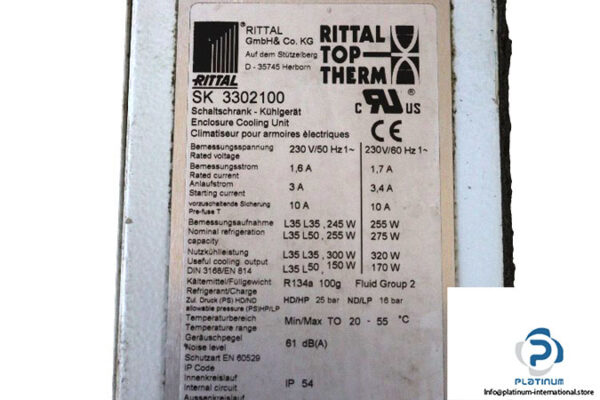 RITTAL
RITTAL
GmbH& Co. KG
Auf dem Stützelberg
D - 35745 Herborn
RITTAL
TOP
THERM
SK 3302100
Schaltschrank - Kühlgerät
Enclosure Cooling Unit
Climatiseur pour armoires électriques
C UR US
CE
Bemessungsspannung 230 V/50 Hz 1~ 230V/60 Hz 1~
Rated voltage
Bemessungsstrom 1,6 A 1,7 A
Rated current
Anlaufstrom 3 A 3,4 A
Starting current
vorauscheitende Sicherung 10 A 10 A
Pre-fuse T
Bemessungsaufnahme L35 L35 , 245 W 255 W
Nominal refrigeration L35 L50 , 255 W 275 W
capacity
Nutzkühlleistung L35 L35 , 300 W 320 W
Useful cooling output L35 L50 , 150 W 170 W
DIN 3168/EN 814
Kältemittel/Füllgewicht R134a 100g Fluid Group 2
Refrigerant/Charge
Zul. Druck (PS) HD/ND HD/HP 25 bar ND/LP 16 bar
allowable pressure (PS)HP/LP
Temperaturbereich Min/Max TO 20 - 55 °C
Temperature range
Geräuschpegel 61 dB(A)
Noise level
Schutzart EN 60529
IP Code
Innenkreislauf IP 54
Internal circuit
Aussenkreislauf
PLATINUM
platinum-international.store